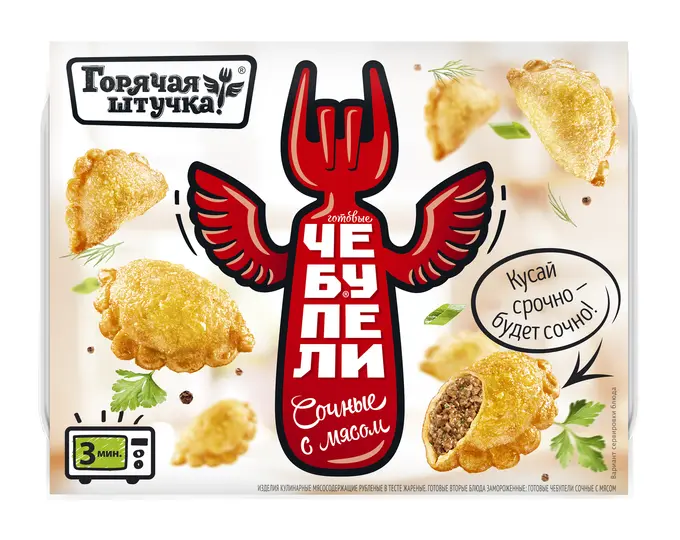 ГОРЯЧАЯ ®
ШТУЧКА!
готовые
ЧЕ
БУ®
ПЕ
ЛИ
Сочные
с мясом
Кусай
срочно –
будет сочно!
3 мин.
Вариант сервировки блюда
ИЗДЕЛИЯ КУЛИНАРНЫЕ МЯСОСОДЕРЖАЩИЕ РУБЛЕНЫЕ В ТЕСТЕ ЖАРЕНЫЕ, ГОТОВЫЕ ВТОРЫЕ БЛЮДА ЗАМОРОЖЕННЫЕ: ГОТОВЫЕ ЧЕБУПЕЛИ СОЧНЫЕ С МЯСОМ